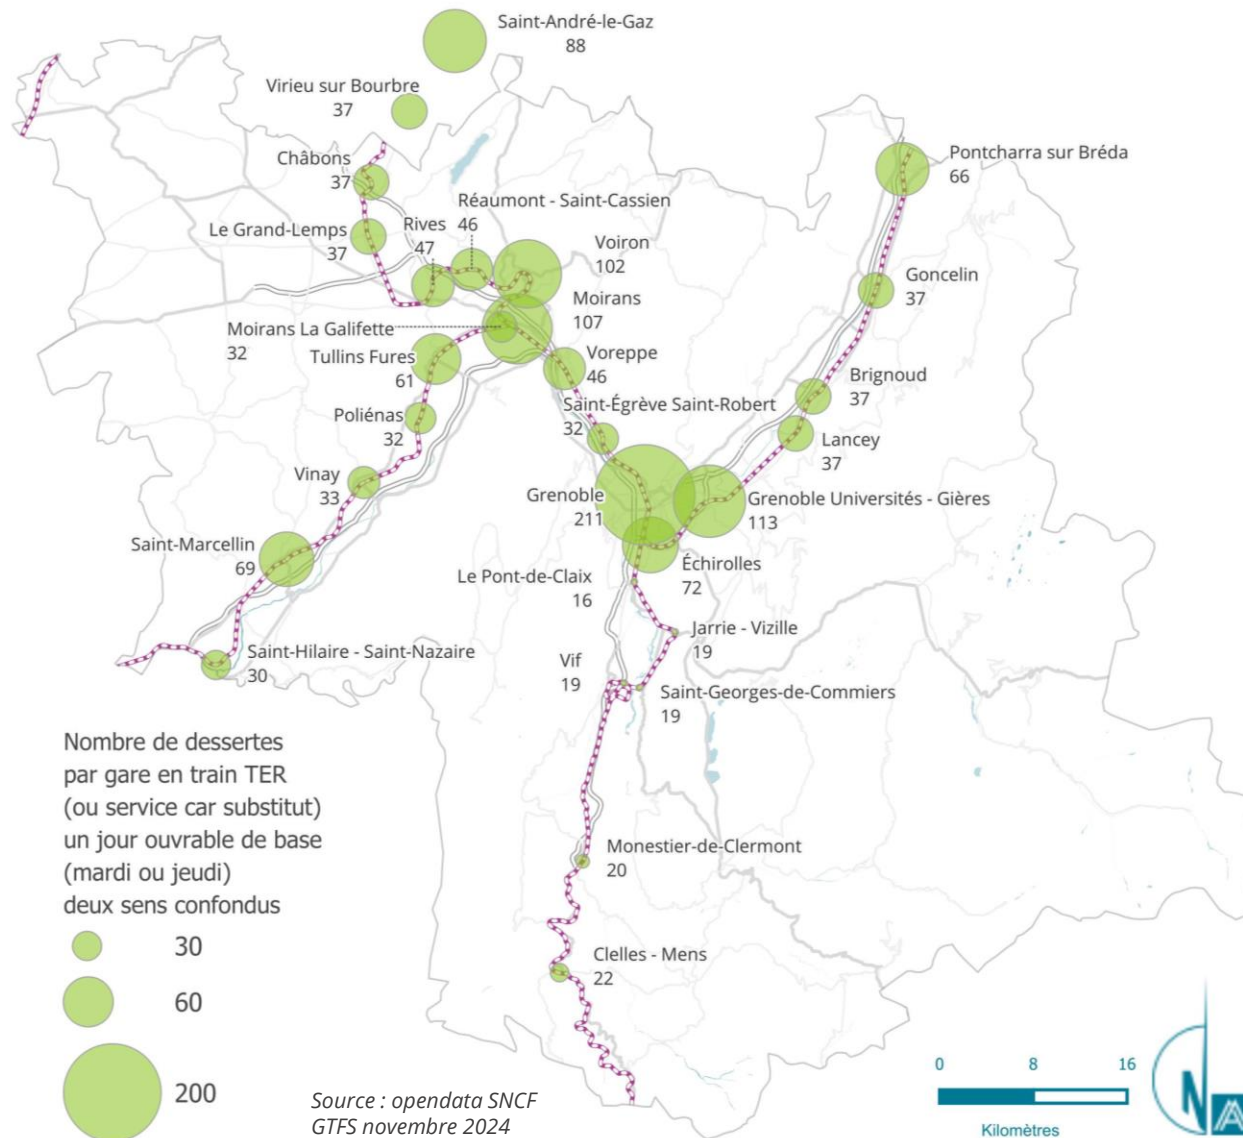 Saint-André-le-Gaz
88
Virieu sur Bourbre
37
Châbons
37
Pontcharra sur Bréda
66
Réaumont - Saint-Cassien
46
Le Grand-Lemps
37
Rives
47
Voiron
102
Goncelin
37
Moirans
107
Moirans La Galifette
32
Tullins Fures
61
Voreppe
46
Brignoud
37
Saint-Égrève Saint-Robert
32
Poliénas
32
Lancey
37
Vinay
33
Grenoble
211
Grenoble Universités - Gières
113
Saint-Marcellin
69
Échirolles
72
Le Pont-de-Claix
16
Jarrie - Vizille
19
Saint-Hilaire - Saint-Nazaire
30
Vif
19
Saint-Georges-de-Commiers
19
Nombre de dessertes
par gare en train TER
(ou service car substitut)
un jour ouvrable de base
(mardi ou jeudi)
deux sens confondus
30
60
200
Monestier-de-Clermont
20
Clelles - Mens
22
Source : opendata SNCF
GTFS novembre 2024
0 8 16
Kilomètres
N